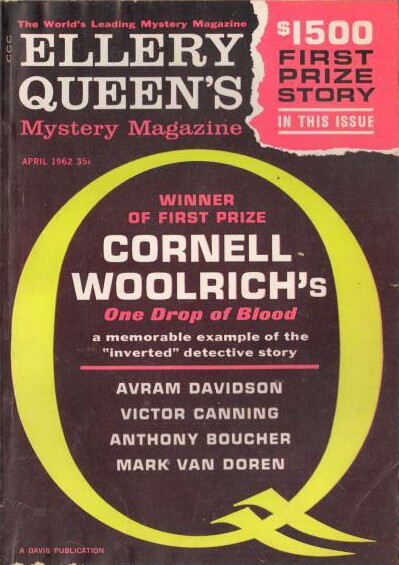 The World's Leading Mystery Magazine
CCC
ELLERY
QUEEN'S
Mystery Magazine
$1500
FIRST
PRIZE
STORY
IN THIS ISSUE
APRIL 1962 35¢
WINNER
OF FIRST PRIZE
CORNELL
WOOLRICH's
One Drop of Blood
a memorable example of the
"inverted" detective story
AVRAM DAVIDSON
VICTOR CANNING
ANTHONY BOUCHER
MARK VAN DOREN
Q
A DAVIS PUBLICATION